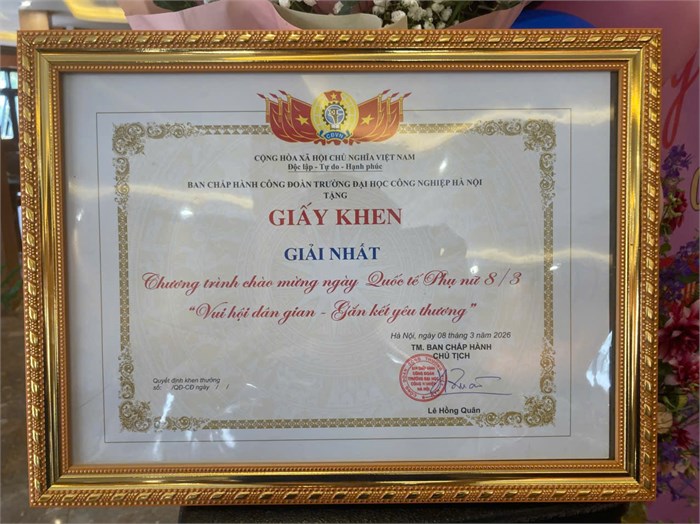 CĐVN
CỘNG HÒA XÃ HỘI CHỦ NGHĨA VIỆT NAM
Độc lập - Tự do - Hạnh phúc
BAN CHẤP HÀNH CÔNG ĐOÀN TRƯỜNG ĐẠI HỌC CÔNG NGHIỆP HÀ NỘI
TẶNG
GIẤY KHEN
GIẢI NHẤT
Chương trình chào mừng ngày Quốc tế Phụ nữ 8/3
“Vui hội dân gian - Gắn kết yêu thương”
Hà Nội, ngày 08 tháng 3 năm 2026
TM. BAN CHẤP HÀNH
CHỦ TỊCH
Quyết định khen thưởng
số: /QĐ-CĐ ngày / /
Lê Hồng Quân